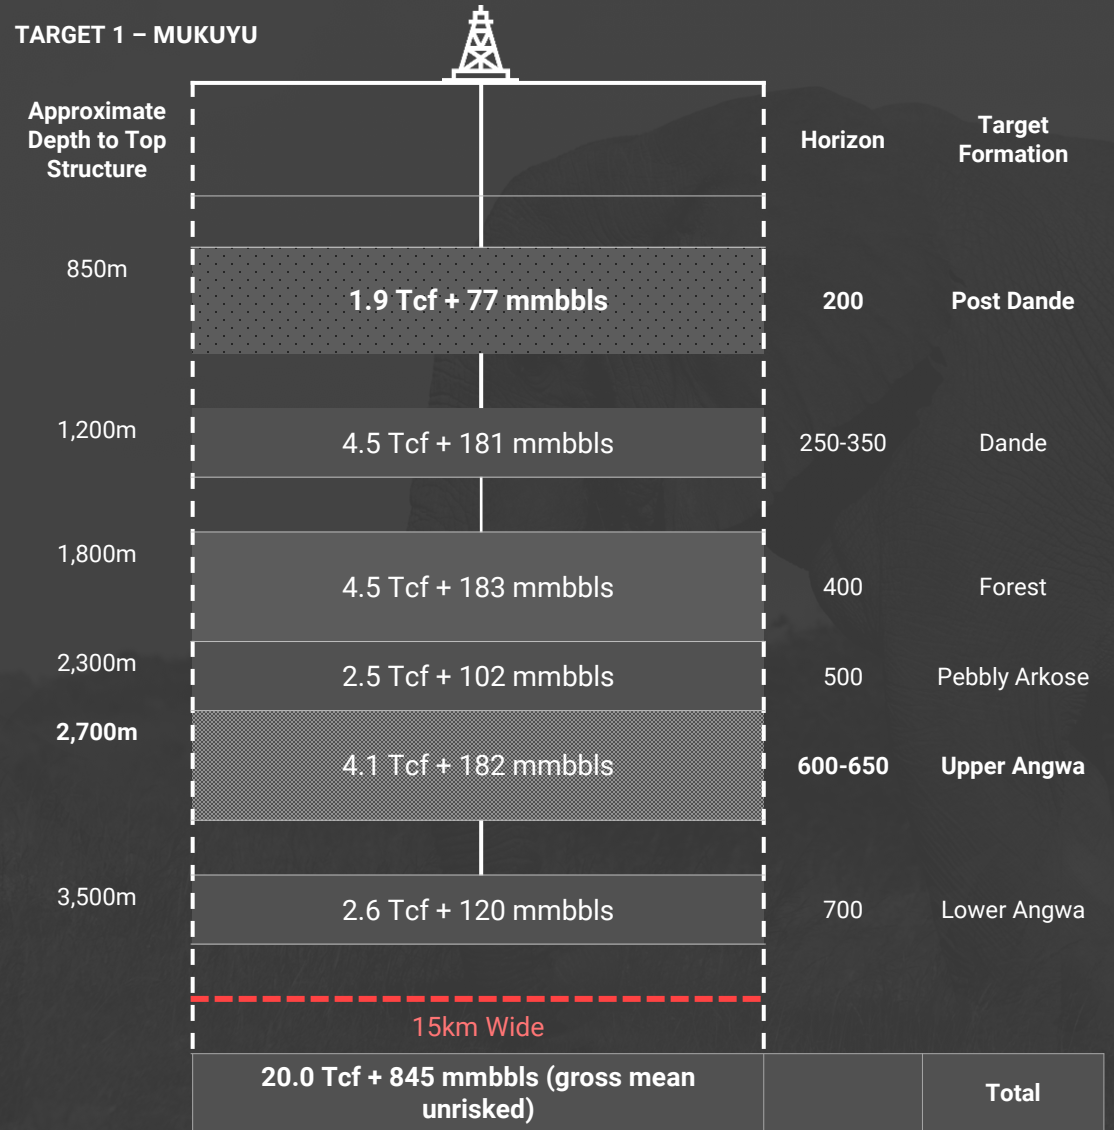 TARGET 1 – MUKUYU
Approximate
Depth to Top
Structure
Horizon
Target
Formation
850m
1.9 Tcf + 77 mmbbls
200
Post Dande
1,200m
4.5 Tcf + 181 mmbbls
250-350
Dande
1,800m
4.5 Tcf + 183 mmbbls
400
Forest
2,300m
2.5 Tcf + 102 mmbbls
500
Pebbly Arkose
2,700m
4.1 Tcf + 182 mmbbls
600-650
Upper Angwa
3,500m
2.6 Tcf + 120 mmbbls
700
Lower Angwa
15km Wide
20.0 Tcf + 845 mmbbls (gross mean
unrisked)
Total